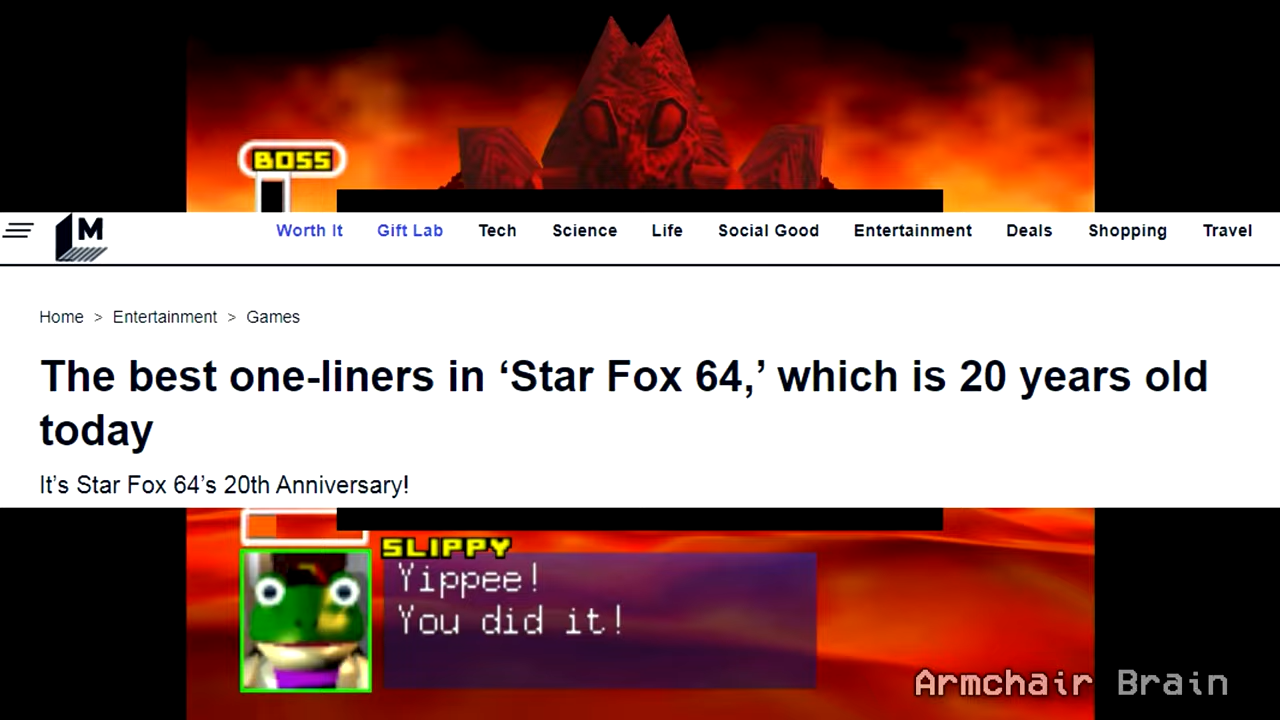 BOSS
M
Worth It Gift Lab Tech Science Life Social Good Entertainment Deals Shopping Travel
Home > Entertainment > Games
The best one-liners in ‘Star Fox 64,’ which is 20 years old
today
It’s Star Fox 64’s 20th Anniversary!
SLIPPY
Yippee!
You did it!
Armchair Brain